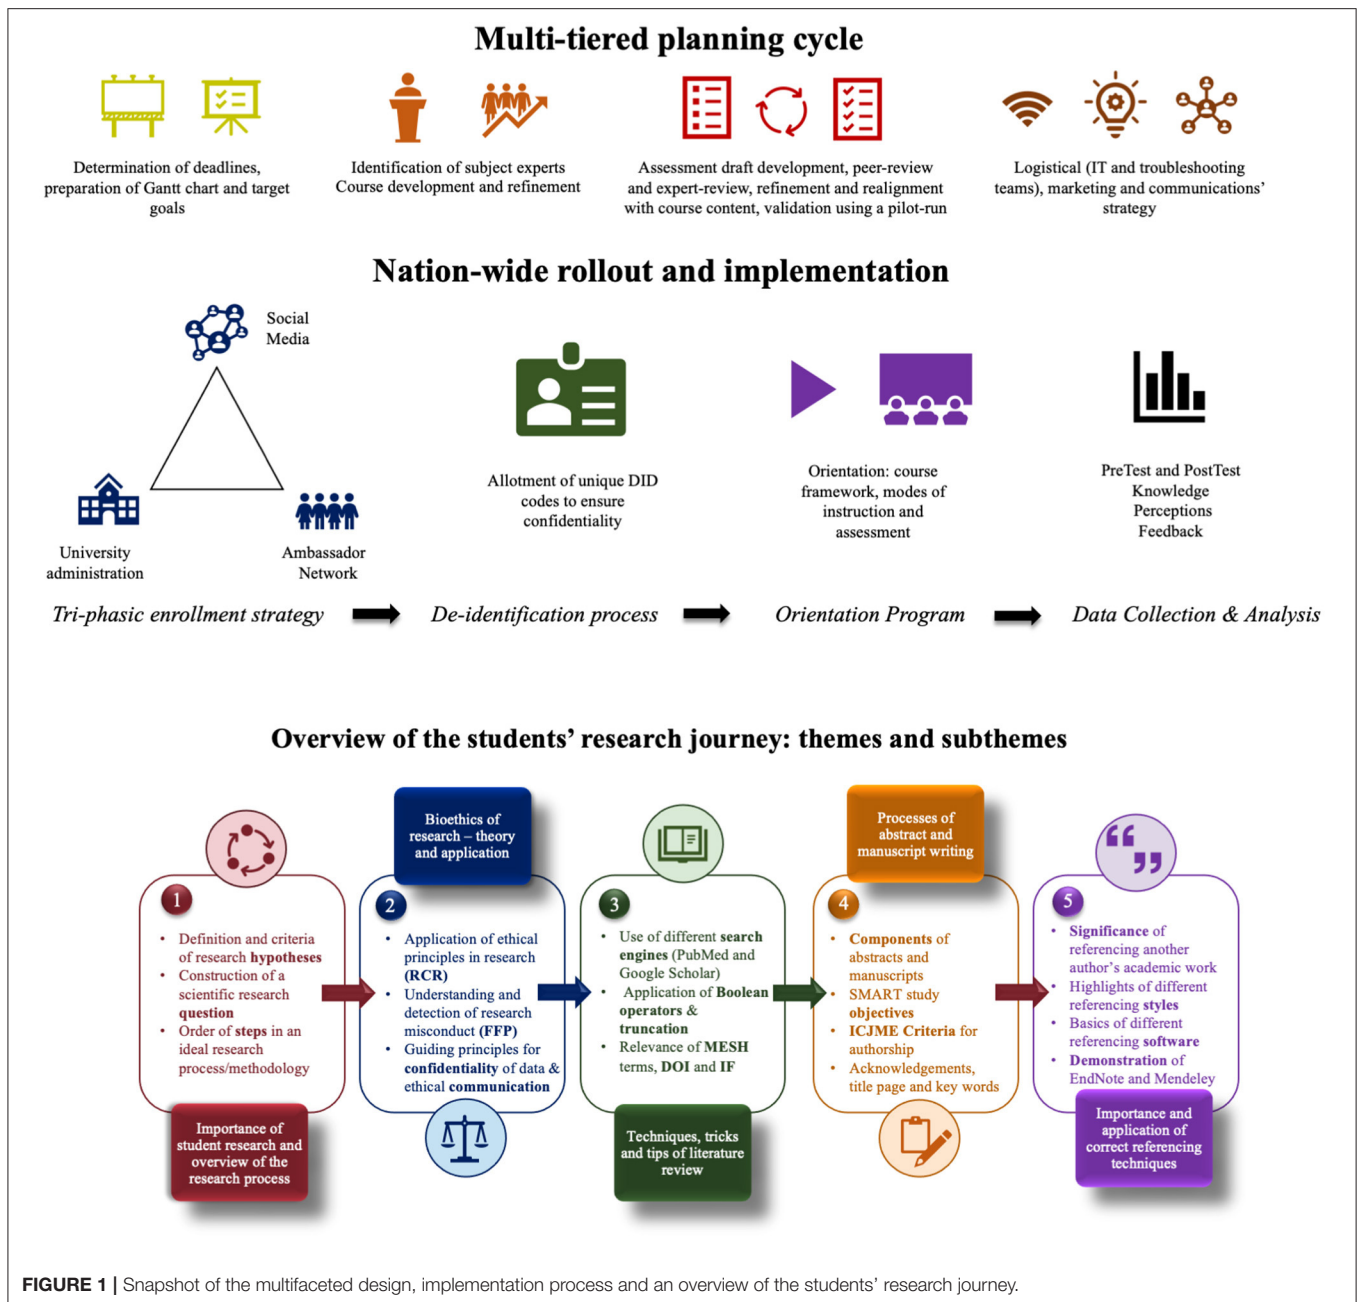 Multi-tiered planning cycle
Determination of deadlines,
preparation of Gantt chart and target
goals
Identification of subject experts
Course development and refinement
Assessment draft development, peer-review
and expert-review, refinement and realignment
with course content, validation using a pilot-run
Logistical (IT and troubleshooting
teams), marketing and communications’
strategy
Nation-wide rollout and implementation
Social
Media
University
administration
Ambassador
Network
Allotment of unique DID
codes to ensure
confidentiality
Orientation: course
framework, modes of
instruction and
assessment
PreTest and PostTest
Knowledge
Perceptions
Feedback
Tri-phasic enrollment strategy
De-identification process
Orientation Program
Data Collection & Analysis
Overview of the students’ research journey: themes and subthemes
1
• Definition and criteria
of research hypotheses
• Construction of a
scientific research
question
• Order of steps in an
ideal research
process/methodology
Importance of
student research and
overview of the
research process
Bioethics of
research – theory
and application
2
• Application of ethical
principles in research
(RCR)
• Understanding and
detection of research
misconduct (FFP)
• Guiding principles for
confidentiality of data &
ethical communication
3
• Use of different search
engines (PubMed and
Google Scholar)
• Application of Boolean
operators &
truncation
• Relevance of MESH
terms, DOI and IF
Techniques, tricks
and tips of literature
review
Processes of
abstract and
manuscript writing
4
• Components of
abstracts and
manuscripts
• SMART study
objectives
• ICJME Criteria for
authorship
• Acknowledgements,
title page and key words
5
• Significance of
referencing another
author’s academic work
• Highlights of different
referencing styles
• Basics of different
referencing software
• Demonstration of
EndNote and Mendeley
Importance and
application of
correct referencing
techniques
FIGURE 1 | Snapshot of the multifaceted design, implementation process and an overview of the students’ research journey.